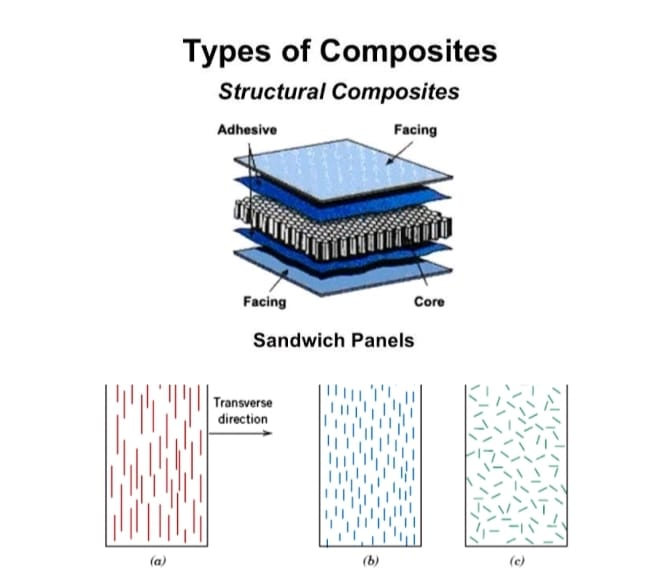 Types of Composites
Structural Composites
Adhesive
Facing
Facing
Core
Sandwich Panels
Transverse
direction
(a)
(b)
(c)